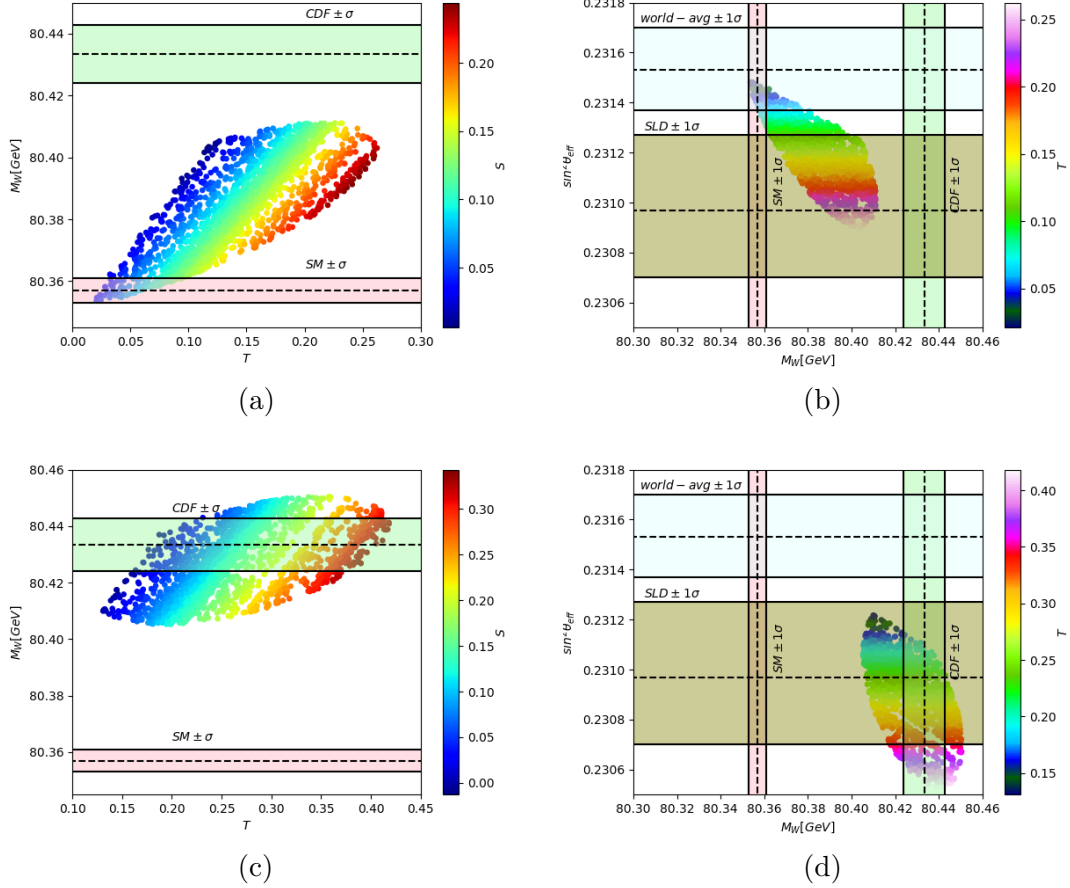 CDF ± σ
SM ± σ
80.44
80.42
80.40
80.38
80.36
M_W[GeV]
0.00 0.05 0.10 0.15 0.20 0.25 0.30
T
0.20
0.15
0.10
0.05
S
(a)
world − avg ± 1σ
SLD ± 1σ
SM ± 1σ
CDF ± 1σ
0.2318
0.2316
0.2314
0.2312
0.2310
0.2308
0.2306
80.30 80.32 80.34 80.36 80.38 80.40 80.42 80.44 80.46
M_W[GeV]
0.25
0.20
0.15
0.10
0.05
T
(b)
CDF ± σ
SM ± σ
80.46
80.44
80.42
80.40
80.38
80.36
M_W[GeV]
0.10 0.15 0.20 0.25 0.30 0.35 0.40 0.45
T
0.30
0.25
0.20
0.15
0.10
0.05
0.00
S
(c)
world − avg ± 1σ
SLD ± 1σ
SM ± 1σ
CDF ± 1σ
0.2318
0.2316
0.2314
0.2312
0.2310
0.2308
0.2306
80.30 80.32 80.34 80.36 80.38 80.40 80.42 80.44 80.46
M_W[GeV]
0.40
0.35
0.30
0.25
0.20
0.15
T
(d)